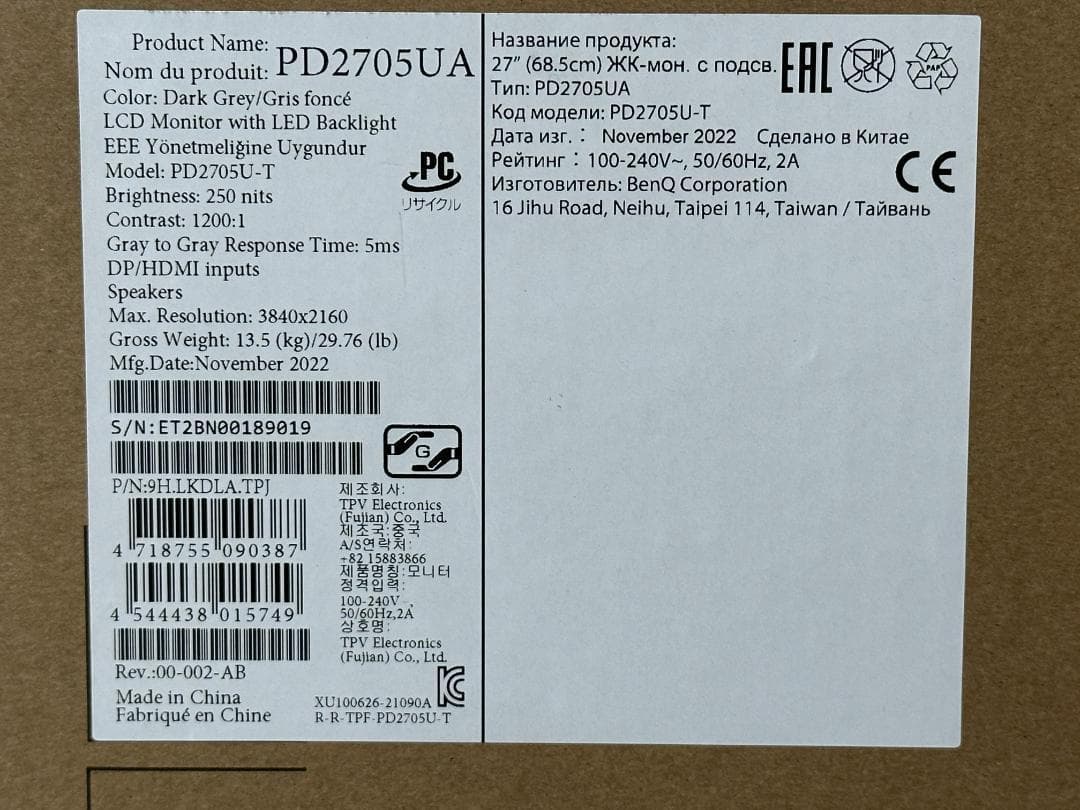 Product Name:
Nom du produit: PD2705UA
Color: Dark Grey/Gris foncé
LCD Monitor with LED Backlight
EEE Yönetmeliğine Uygundur
Model: PD2705U-T
Brightness: 250 nits
Contrast: 1200:1
Gray to Gray Response Time: 5ms
DP/HDMI inputs
Speakers
Max. Resolution: 3840x2160
Gross Weight: 13.5 (kg)/29.76 (lb)
Mfg.Date:November 2022
PC
リサイクル
S/N:ET2BN00189019
G
P/N:9H.LKDLA.TPJ
4 718755 090387
4 544438 015749
Rev.:00-002-AB
Made in China
Fabriqué en Chine
제조회사:
TPV Electronics
(Fujian) Co., Ltd.
제조국:중국
A/S연락처:
+82 15883866
제품명칭:모니터
정격입력:
100-240V~,
50/60Hz,2A
상호명:
TPV Electronics
(Fujian) Co., Ltd.
XU100626-21090A
R-R-TPF-PD2705U-T
Название продукта:
27” (68.5cm) ЖК-мон. с подсв.
Тип: PD2705UA
Код модели: PD2705U-T
Дата изг. : November 2022 Сделано в Китае
Рейтинг : 100-240V~, 50/60Hz, 2A
Изготовитель: BenQ Corporation
16 Jihu Road, Neihu, Taipei 114, Taiwan / Тайвань
EAC
PAP
CE